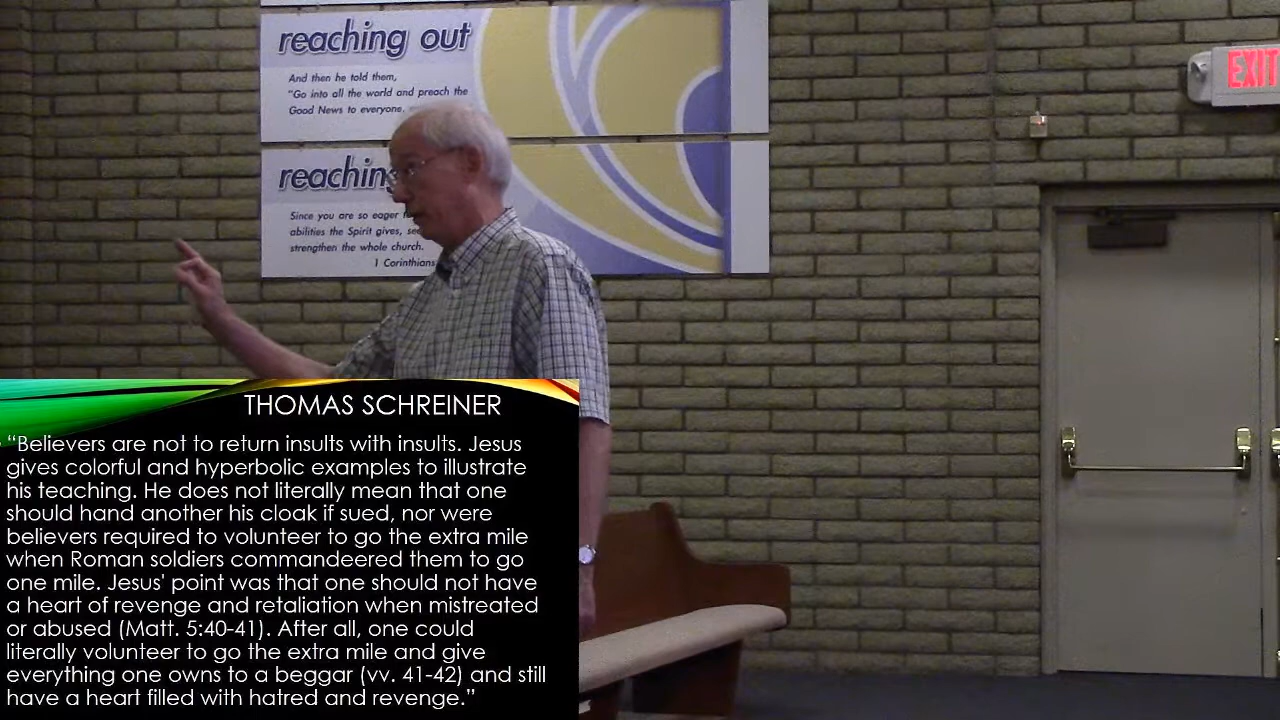 reaching out
And then he told them,
"Go into all the world and preach the
Good News to everyone.
EXIT
reaching
Since you are so eager
abilities the Spirit gives,
strengthen the whole church.
1 Corinthians
THOMAS SCHREINER
“Believers are not to return insults with insults. Jesus
gives colorful and hyperbolic examples to illustrate
his teaching. He does not literally mean that one
should hand another his cloak if sued, nor were
believers required to volunteer to go the extra mile
when Roman soldiers commandeered them to go
one mile. Jesus' point was that one should not have
a heart of revenge and retaliation when mistreated
or abused (Matt. 5:40-41). After all, one could
literally volunteer to go the extra mile and give
everything one owns to a beggar (vv. 41-42) and still
have a heart filled with hatred and revenge.”